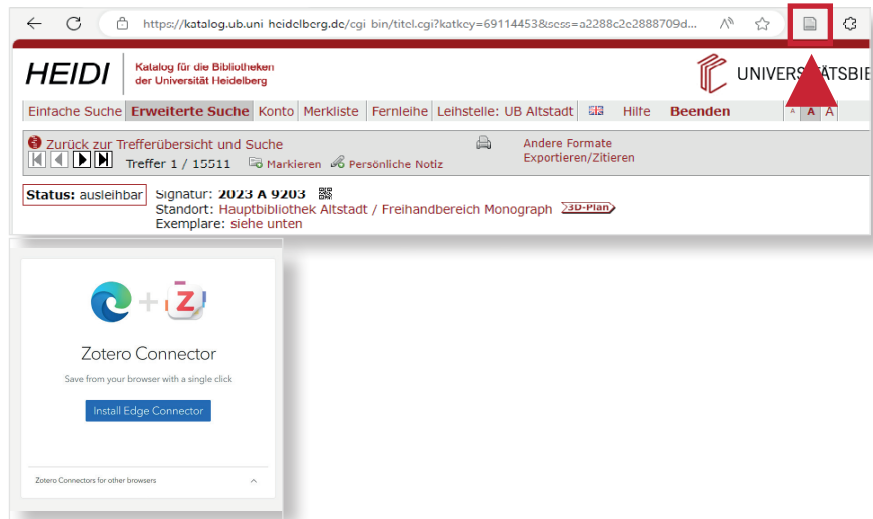 https://katalog.ub.uni-heidelberg.de/cgi-bin/titel.cgi?katkey=69114453&sess=a2288c2e2888709d...
HEIDI
Katalog für die Bibliotheken
der Universität Heidelberg
UNIVERSITÄTSBIB
Einfache Suche Erweiterte Suche Konto Merkliste Fernleihe Leihstelle: UB Altstadt Hilfe Beenden A A A
Zurück zur Trefferübersicht und Suche
Treffer 1 / 15511 Markieren Persönliche Notiz
Andere Formate
Exportieren/Zitieren
Status: ausleihbar
Signatur: 2023 A 9203
Standort: Hauptbibliothek Altstadt / Freihandbereich Monograph 3D-Plan
Exemplare: siehe unten
+ Z
Zotero Connector
Save from your browser with a single click
Install Edge Connector
Zotero Connectors for other browsers